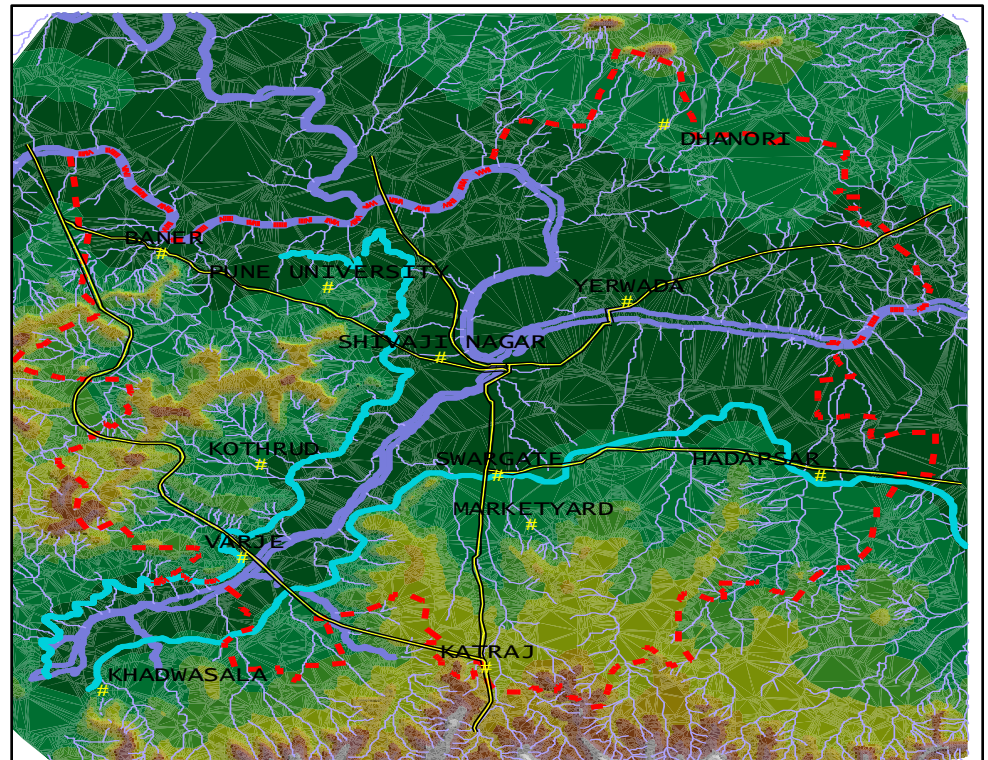 DHANORI
BANER
PUNE UNIVERSITY
YERWADA
SHIVAJI NAGAR
KOTHRUD
SWARGATE
HADAPSAR
MARKETYARD
VARJE
KATRAJ
KHADWASALA